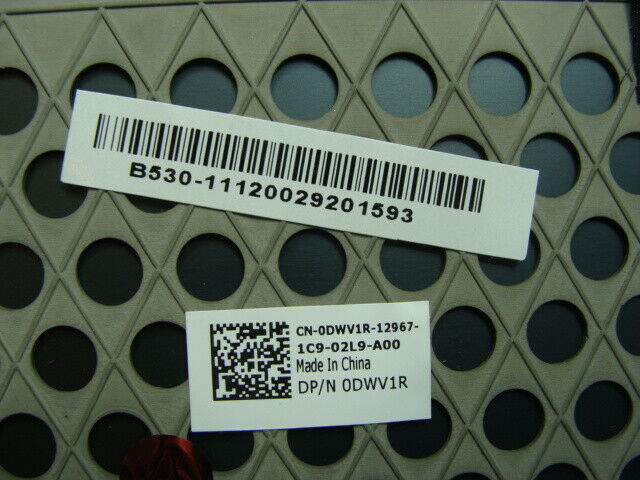 B530-11120029201593
CN-0DWV1R-12967-
1C9-02L9-A00
Made In China
DP/N 0DWV1R